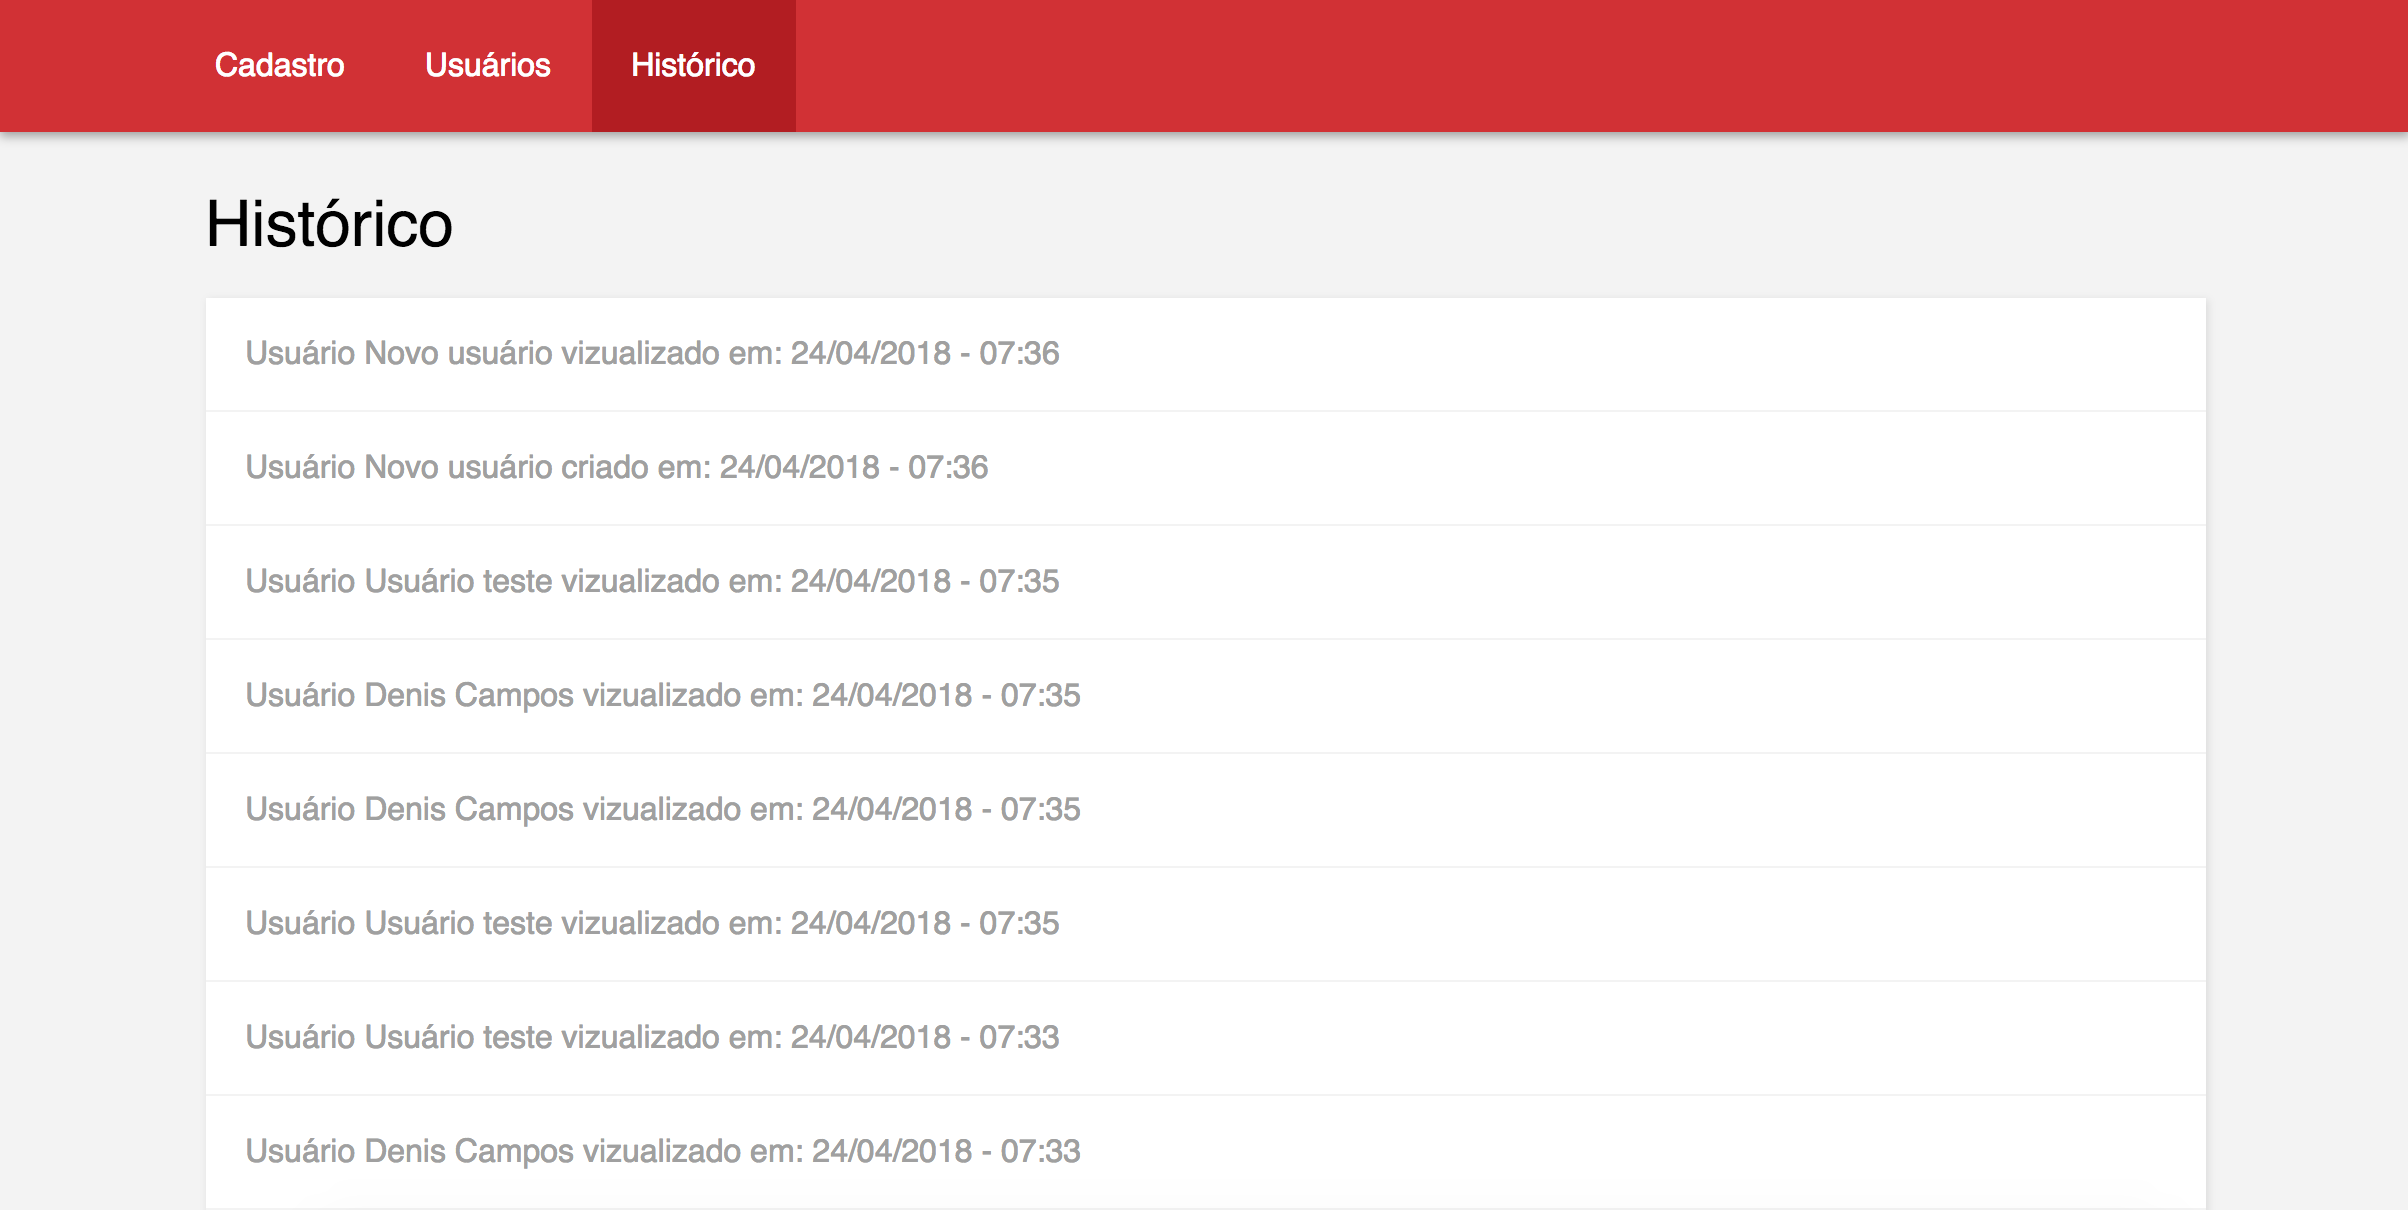 Cadastro Usuários Histórico
Histórico
Usuário Novo usuário vizualizado em: 24/04/2018 - 07:36
Usuário Novo usuário criado em: 24/04/2018 - 07:36
Usuário Usuário teste vizualizado em: 24/04/2018 - 07:35
Usuário Denis Campos vizualizado em: 24/04/2018 - 07:35
Usuário Denis Campos vizualizado em: 24/04/2018 - 07:35
Usuário Usuário teste vizualizado em: 24/04/2018 - 07:35
Usuário Usuário teste vizualizado em: 24/04/2018 - 07:33
Usuário Denis Campos vizualizado em: 24/04/2018 - 07:33